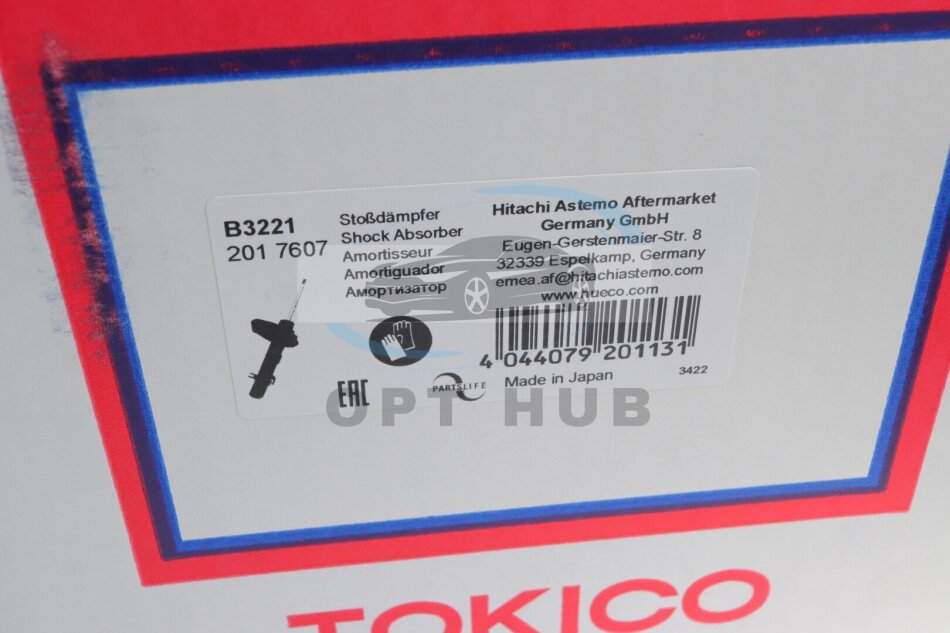 B3221
201 7607
Stoßdämpfer
Shock Absorber
Amortisseur
Amortiguador
Амортизатор
Hitachi Astemo Aftermarket
Germany GmbH
Eugen-Gerstenmaier-Str. 8
32339 Espelkamp, Germany
emea.af@hitachiastemo.com
www.hueco.com
4 044079 201131
EAC
PARTSLIFE
Made in Japan
3422
OPT HUB
TOKICO